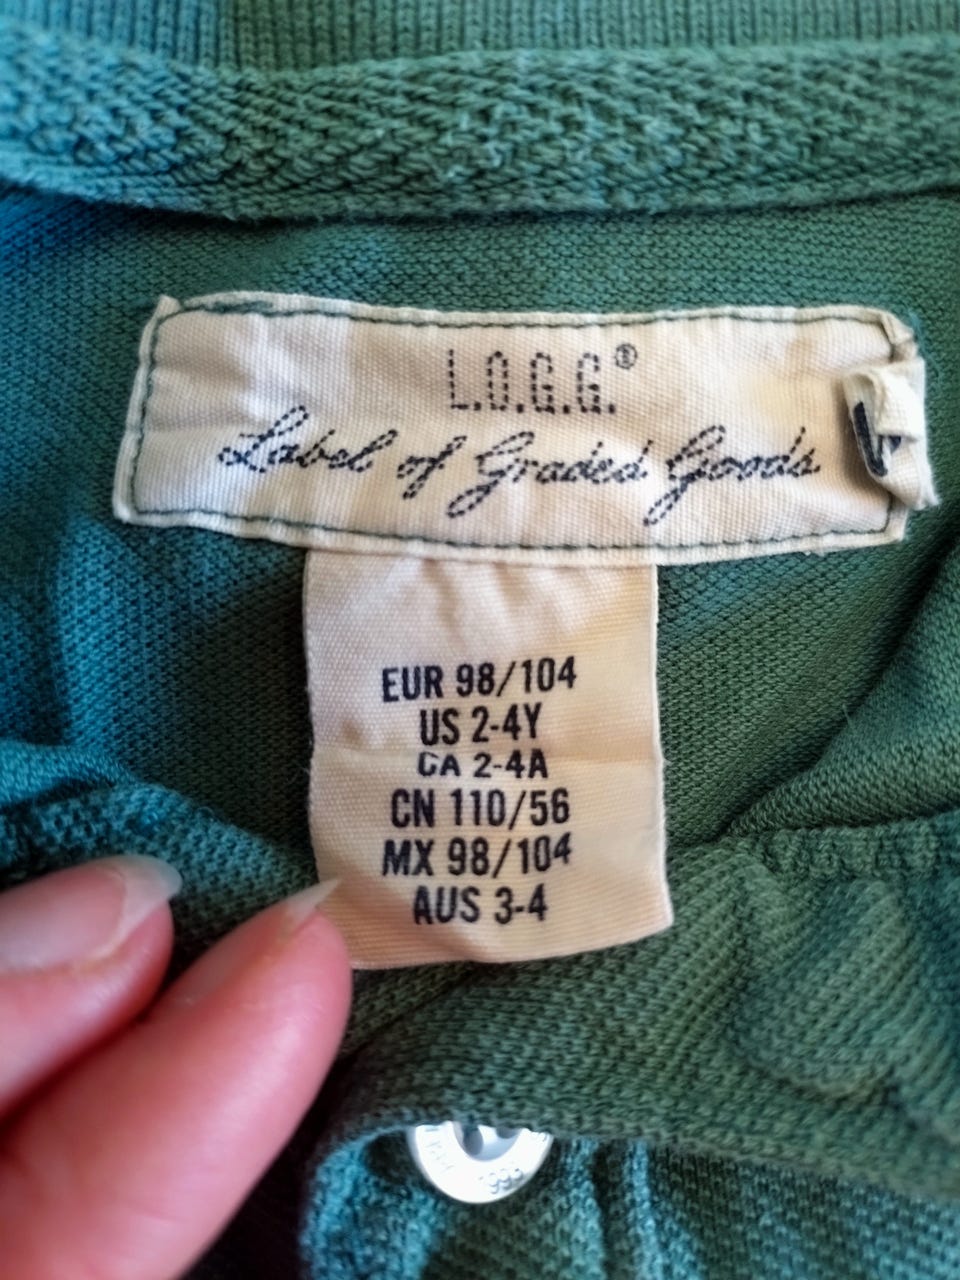 L.O.G.G.®
Label of Graded Goods
EUR 98/104
US 2-4Y
CA 2-4A
CN 110/56
MX 98/104
AUS 3-4